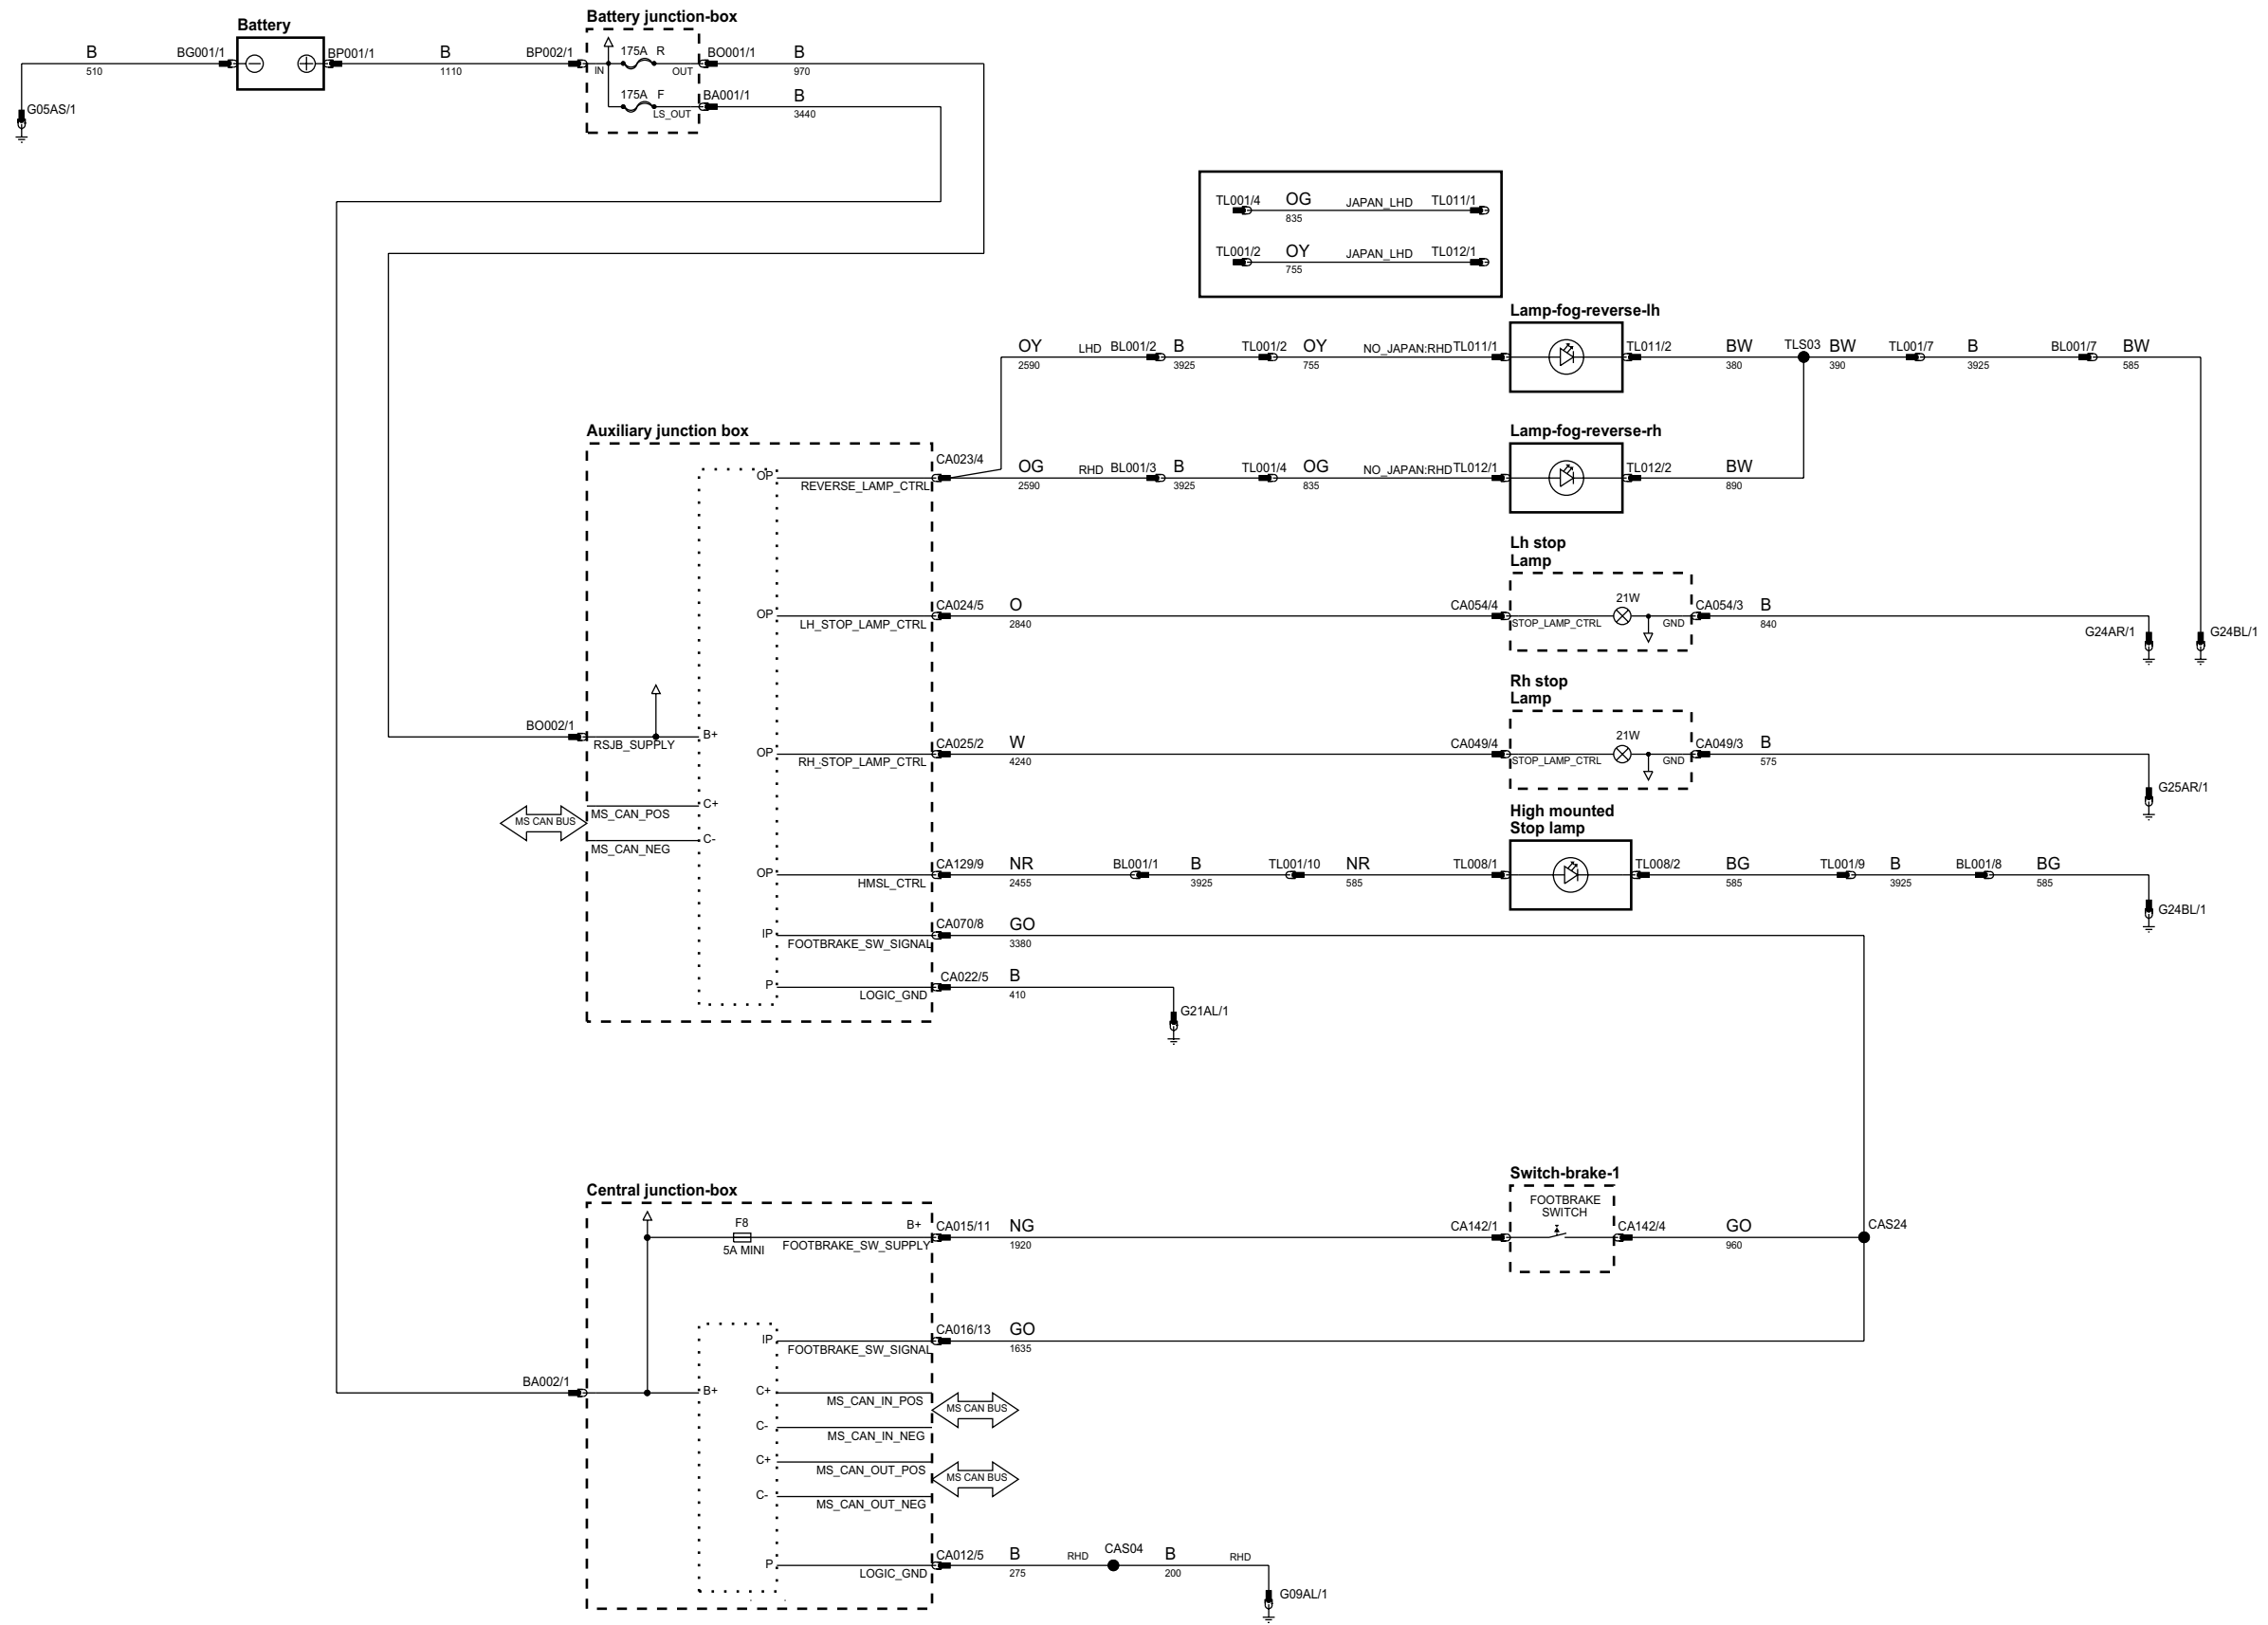 Battery
Battery junction-box
B
510
BG001/1
BP001/1
B
1110
BP002/1
IN
175A R
OUT
BO001/1
B
970
175A F
LS_OUT
BA001/1
B
3440
G05AS/1
TL001/4
OG
835
JAPAN_LHD
TL011/1
TL001/2
OY
755
JAPAN_LHD
TL012/1
Lamp-fog-reverse-lh
OY
2590
LHD
BL001/2
B
3925
TL001/2
OY
755
NO_JAPAN:RHD
TL011/1
TL011/2
BW
380
TLS03
BW
390
TL001/7
B
3925
BL001/7
BW
585
Auxiliary junction box
Lamp-fog-reverse-rh
OP
REVERSE_LAMP_CTRL
CA023/4
OG
2590
RHD
BL001/3
B
3925
TL001/4
OG
835
NO_JAPAN:RHD
TL012/1
TL012/2
BW
890
Lh stop
Lamp
OP
LH_STOP_LAMP_CTRL
CA024/5
O
2840
CA054/4
STOP_LAMP_CTRL
21W
GND
CA054/3
B
840
G24AR/1
G24BL/1
Rh stop
Lamp
BO002/1
RSJB_SUPPLY
B+
OP
RH_STOP_LAMP_CTRL
CA025/2
W
4240
CA049/4
STOP_LAMP_CTRL
21W
GND
CA049/3
B
575
G25AR/1
MS CAN BUS
MS_CAN_POS
C+
MS_CAN_NEG
C-
High mounted
Stop lamp
OP
HMSL_CTRL
CA129/9
NR
2455
BL001/1
B
3925
TL001/10
NR
585
TL008/1
TL008/2
BG
585
TL001/9
B
3925
BL001/8
BG
585
G24BL/1
IP
FOOTBRAKE_SW_SIGNAL
CA070/8
GO
3380
P
LOGIC_GND
CA022/5
B
410
G21AL/1
Central junction-box
Switch-brake-1
F8
5A MINI
B+
FOOTBRAKE_SW_SUPPLY
CA015/11
NG
1920
CA142/1
FOOTBRAKE
SWITCH
CA142/4
GO
960
CAS24
IP
FOOTBRAKE_SW_SIGNAL
CA016/13
GO
1635
BA002/1
B+
C+
MS_CAN_IN_POS
C-
MS_CAN_IN_NEG
MS CAN BUS
C+
MS_CAN_OUT_POS
C-
MS_CAN_OUT_NEG
MS CAN BUS
P
LOGIC_GND
CA012/5
B
275
RHD
CAS04
B
200
RHD
G09AL/1